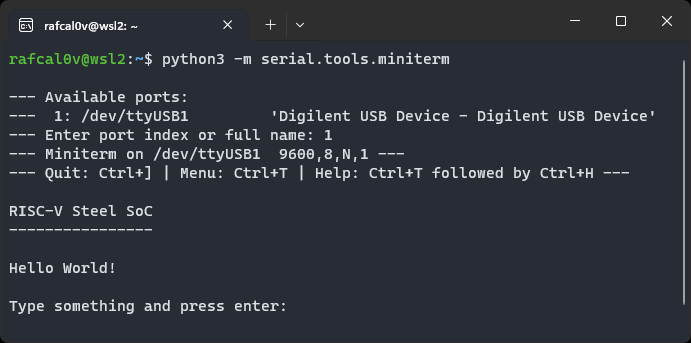 rafcal0v@wsl2: ~
rafcal0v@wsl2:~$ python3 -m serial.tools.miniterm
--- Available ports:
---  1: /dev/ttyUSB1         'Digilent USB Device - Digilent USB Device'
--- Enter port index or full name: 1
--- Miniterm on /dev/ttyUSB1  9600,8,N,1 ---
--- Quit: Ctrl+] | Menu: Ctrl+T | Help: Ctrl+T followed by Ctrl+H ---
RISC-V Steel SoC
----------------
Hello World!
Type something and press enter: